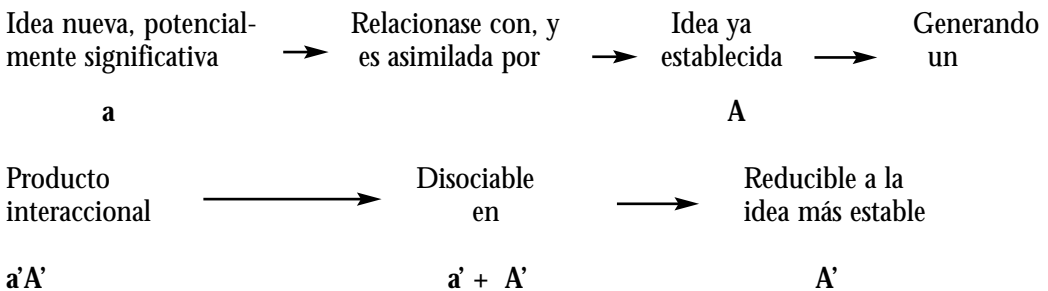 Idea nueva, potencial- Relacionase con, y Idea ya Generando
mente significativa es asimilada por establecida un
a A
Producto Disociable Reducible a la
interaccional en idea más estable
a’A’ a’ + A’ A’